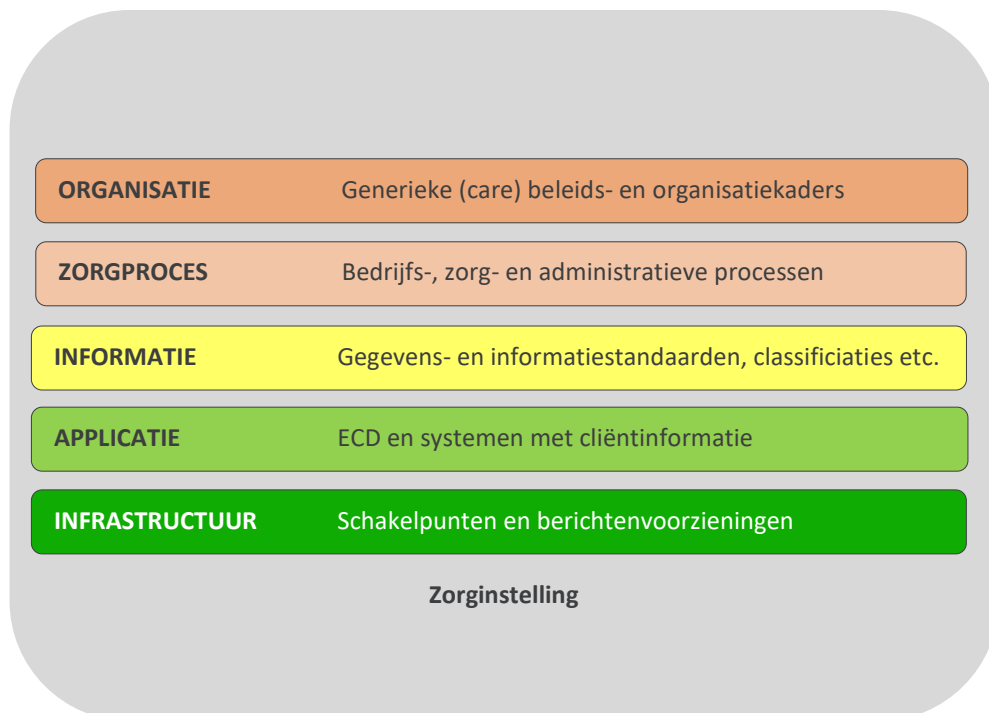 ORGANISATIE Generieke (care) beleids- en organisatiekaders
ZORGPROCES Bedrijfs-, zorg- en administratieve processen
INFORMATIE Gegevens- en informatiestandaarden, classificiaties etc.
APPLICATIE ECD en systemen met cliëntinformatie
INFRASTRUCTUUR Schakelpunten en berichtenvoorzieningen
Zorginstelling